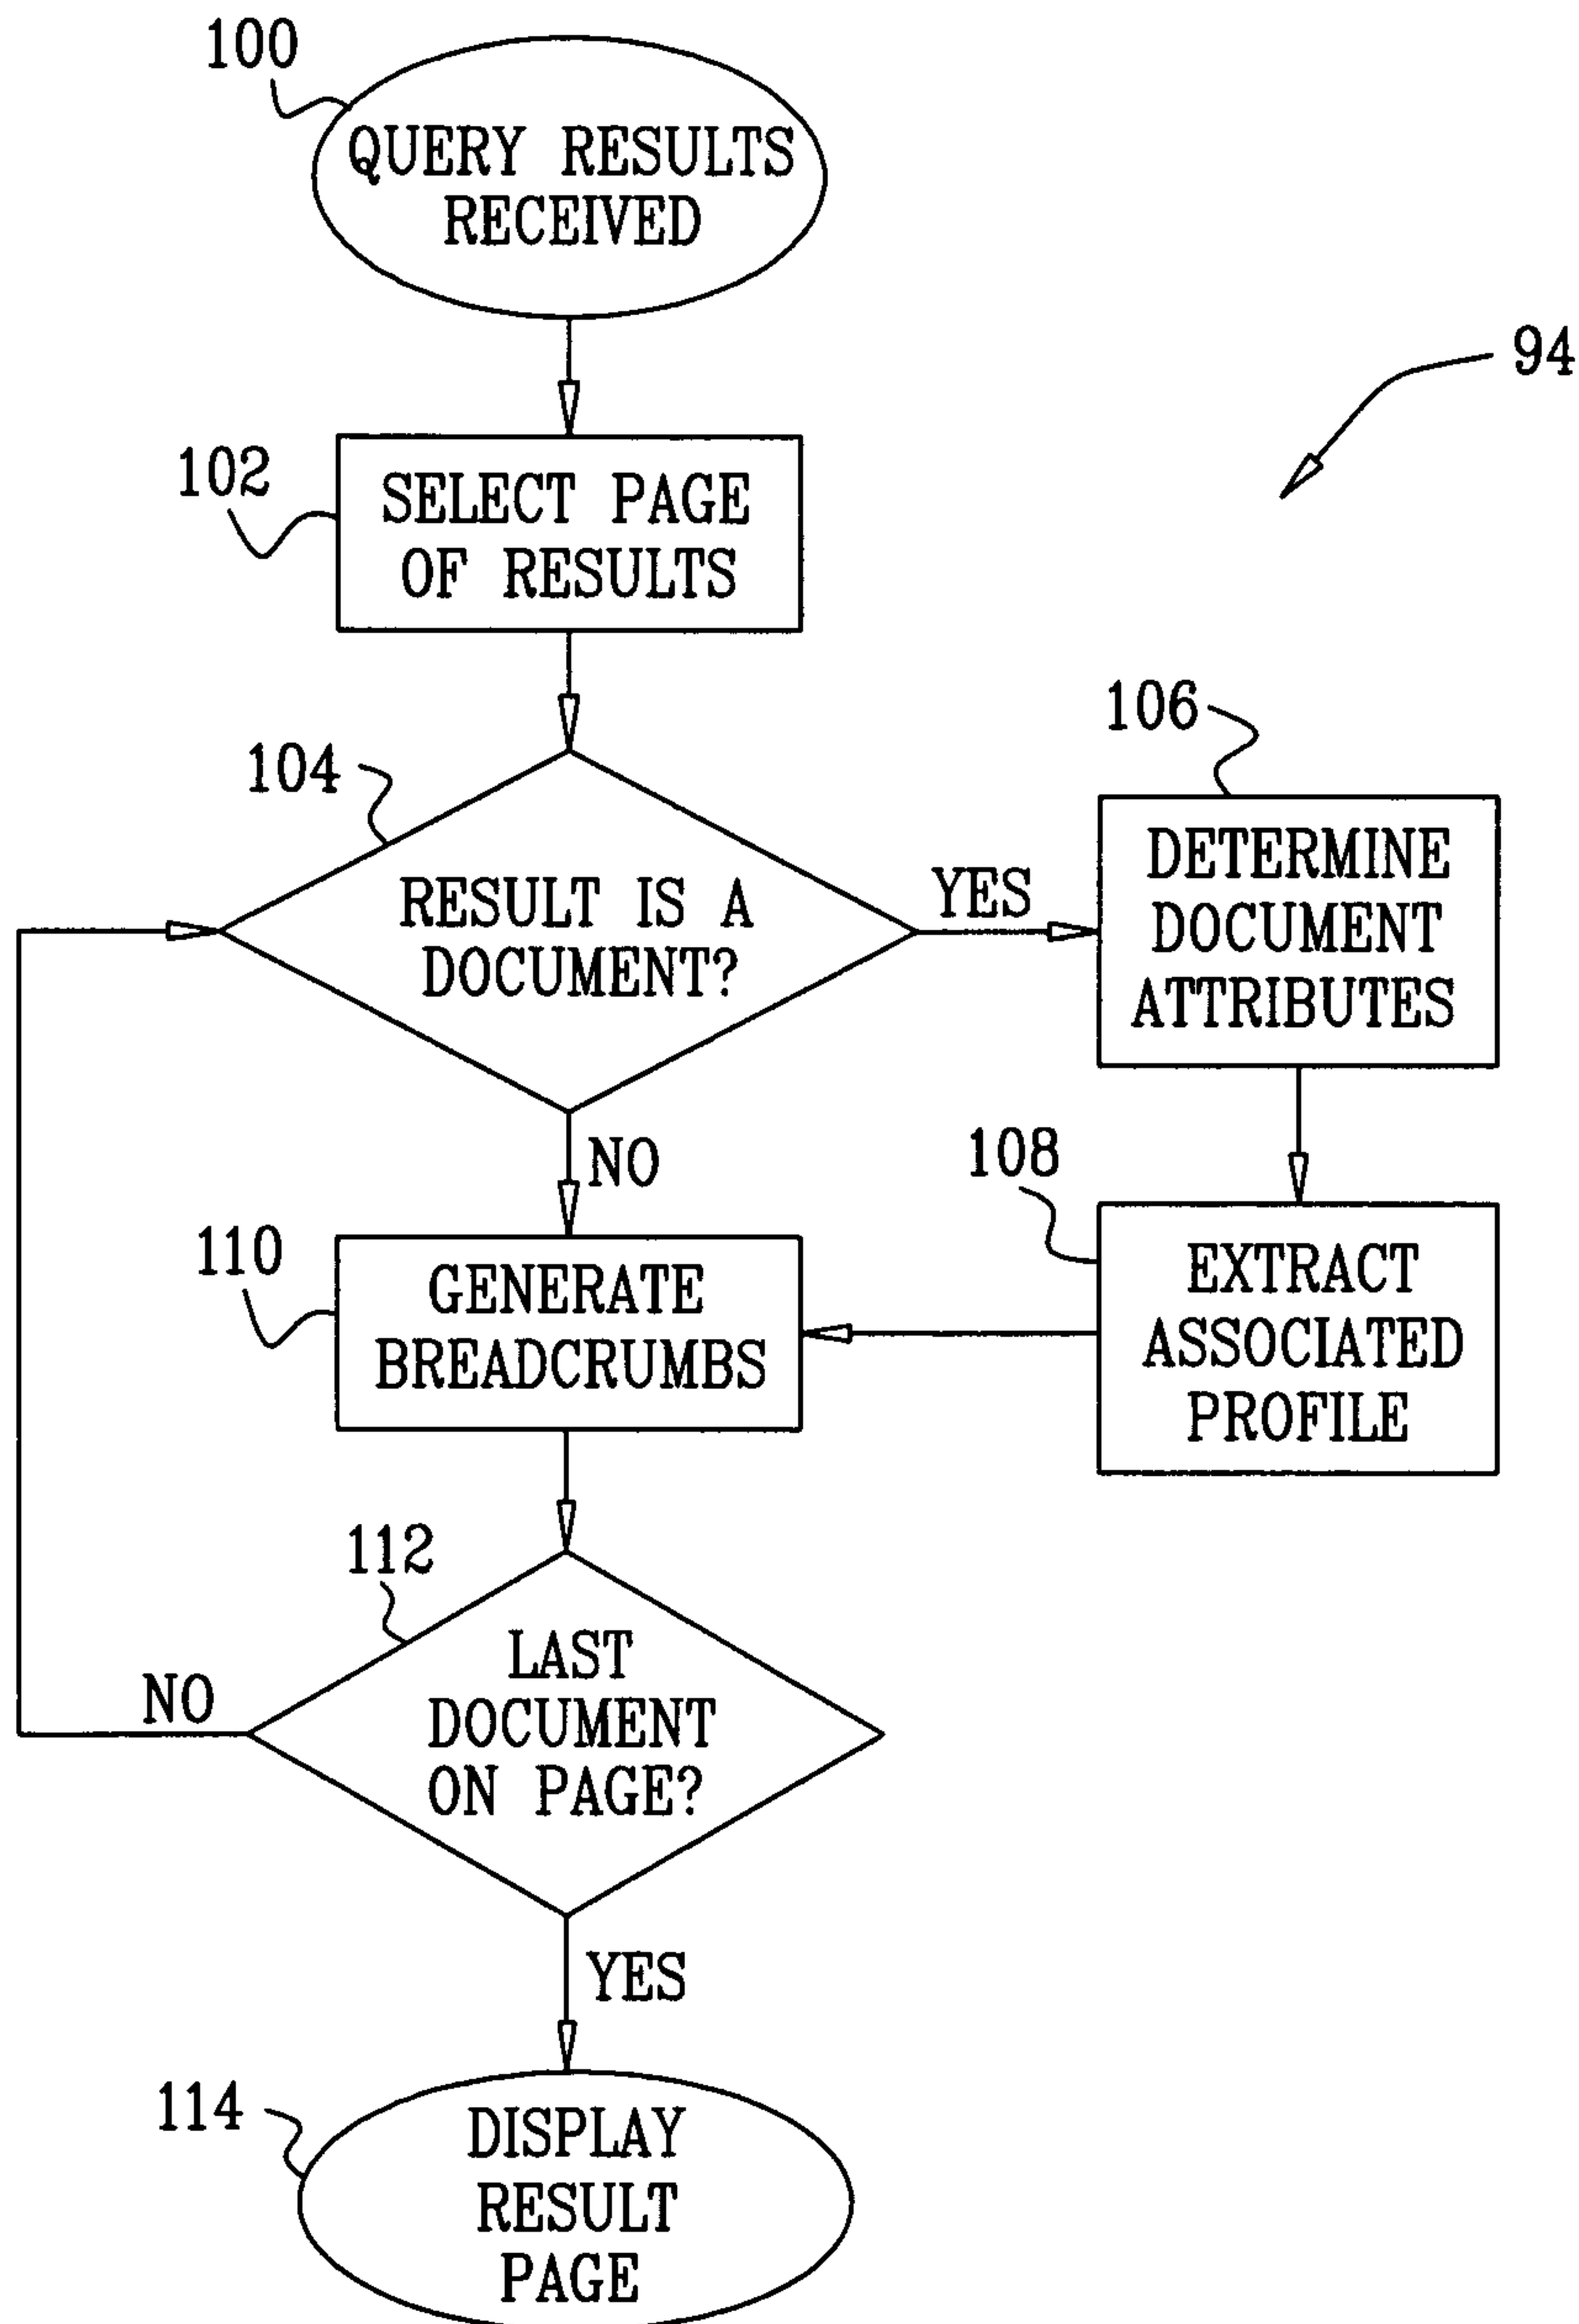 100
QUERY RESULTS
RECEIVED
94
102
SELECT PAGE
OF RESULTS
104
RESULT IS A
DOCUMENT?
YES
106
DETERMINE
DOCUMENT
ATTRIBUTES
NO
108
EXTRACT
ASSOCIATED
PROFILE
110
GENERATE
BREADCRUMBS
112
LAST
DOCUMENT
ON PAGE?
NO
YES
114
DISPLAY
RESULT
PAGE